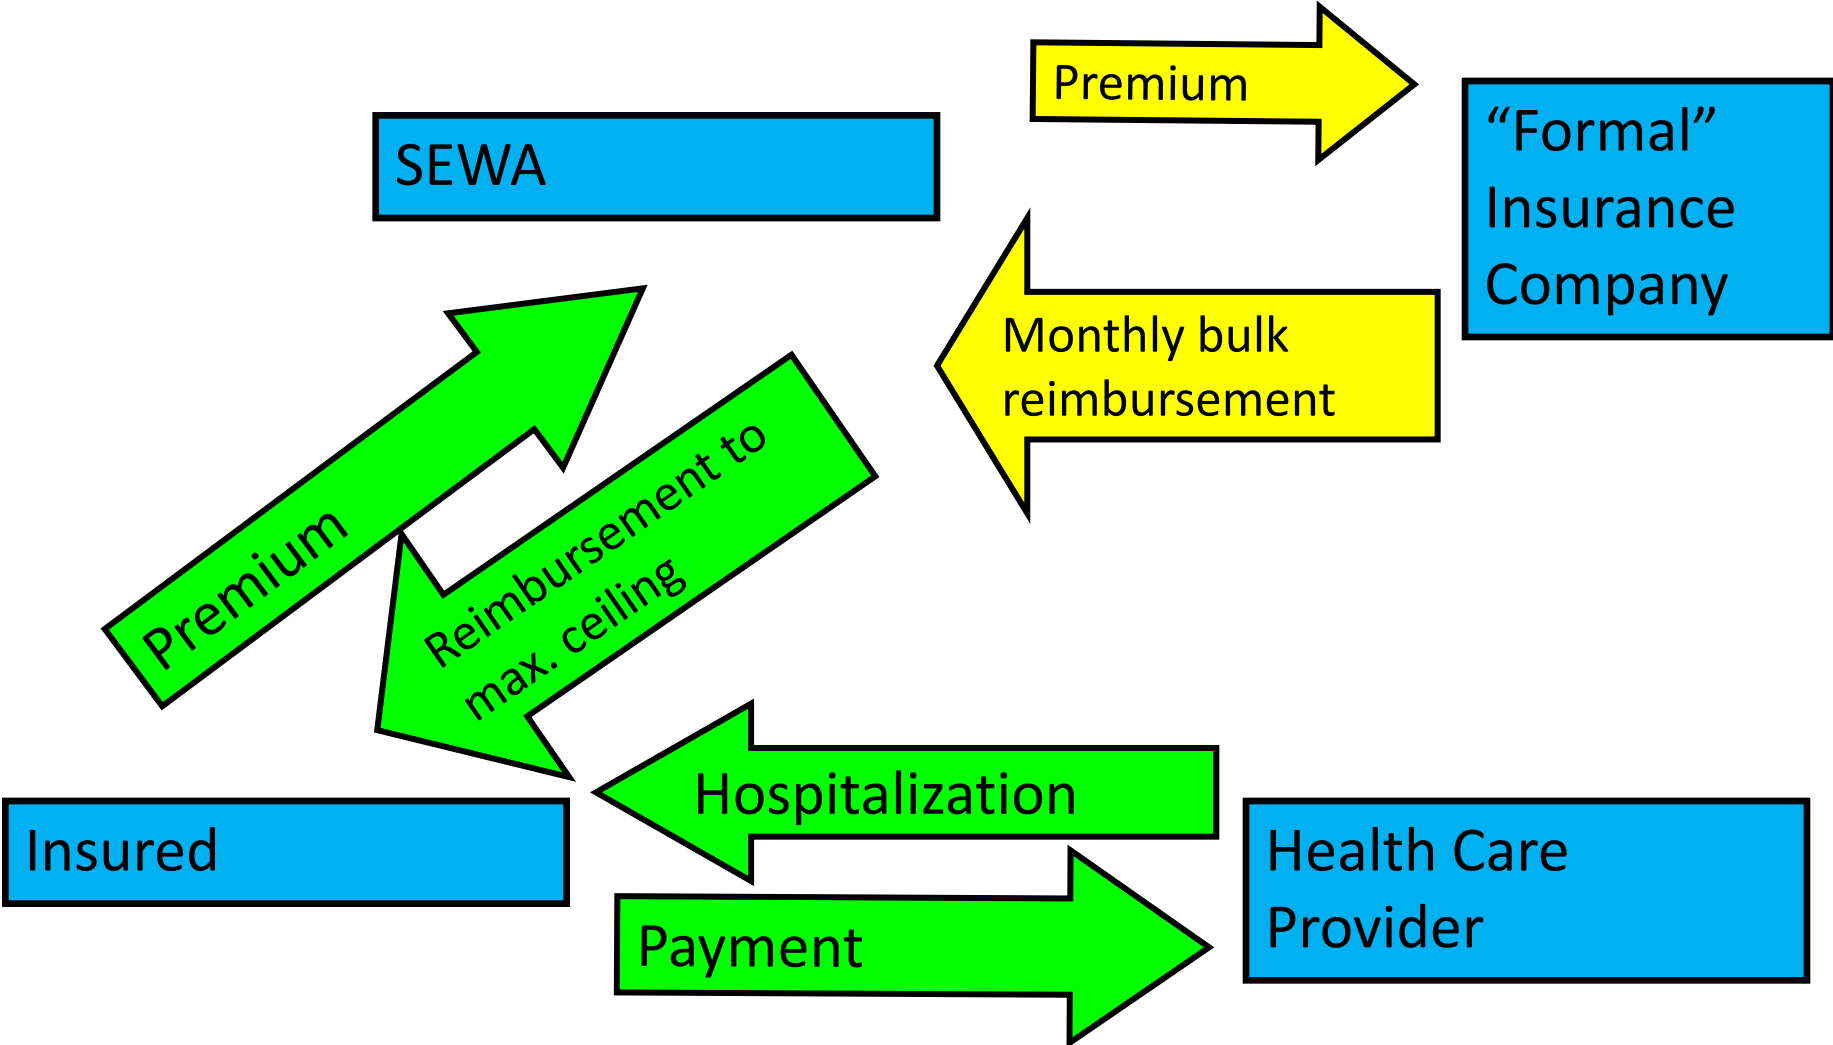 Premium
“Formal”
Insurance
Company
SEWA
Monthly bulk
reimbursement
Premium
Reimbursement to
max. ceiling
Hospitalization
Insured
Health Care
Provider
Payment